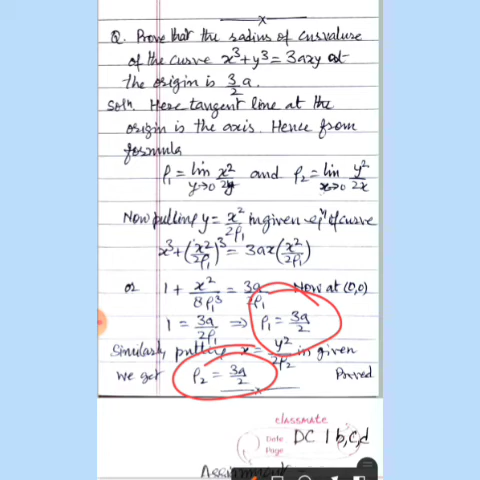 x
Q. Prove that the radius of curvature
of the curve x³+y³=3axy at
the origin is 3/2 a.
Solⁿ. Here tangent line at the
origin is the axis. Hence from
formula
ρ₁ = lim y→0 x²/2y and ρ₂ = lim x→0 y²/2x
Now putting y = x²/2ρ₁ in given eqⁿ of curve
x³+(x²/2ρ₁)³ = 3ax(x²/2ρ₁)
or 1 + x³/8ρ₁³ = 3a/2ρ₁ Now at (0,0)
1 = 3a/2ρ₁ ⇒ ρ₁ = 3a/2
Similarly putting x = y²/2ρ₂ in given
we get ρ₂ = 3a/2 Proved
x
classmate
Date DC 1 b,c,d
Page
Assignment